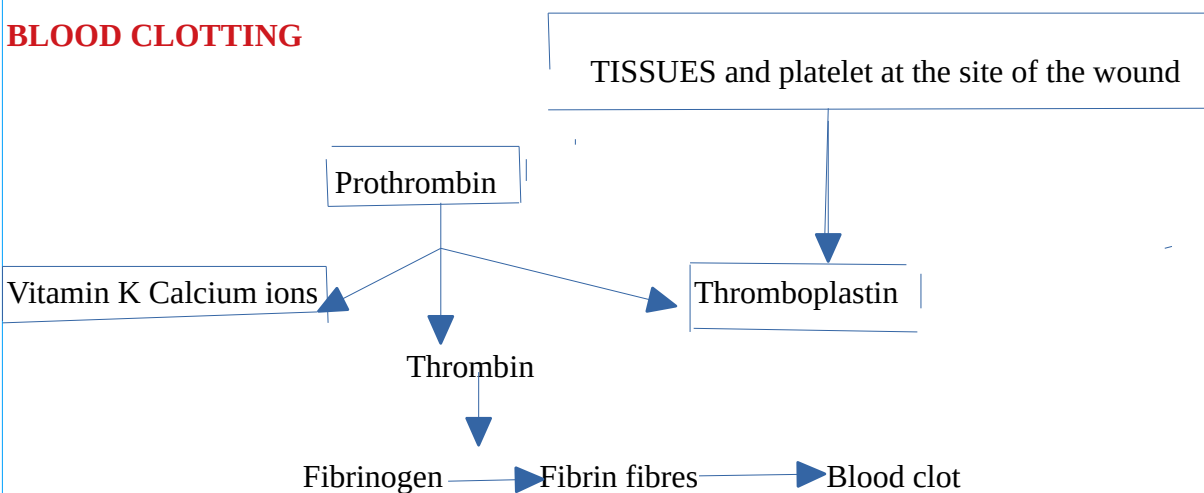 BLOOD CLOTTING
TISSUES and platelet at the site of the wound
Prothrombin
Vitamin K Calcium ions
Thromboplastin
Thrombin
Fibrinogen
Fibrin fibres
Blood clot